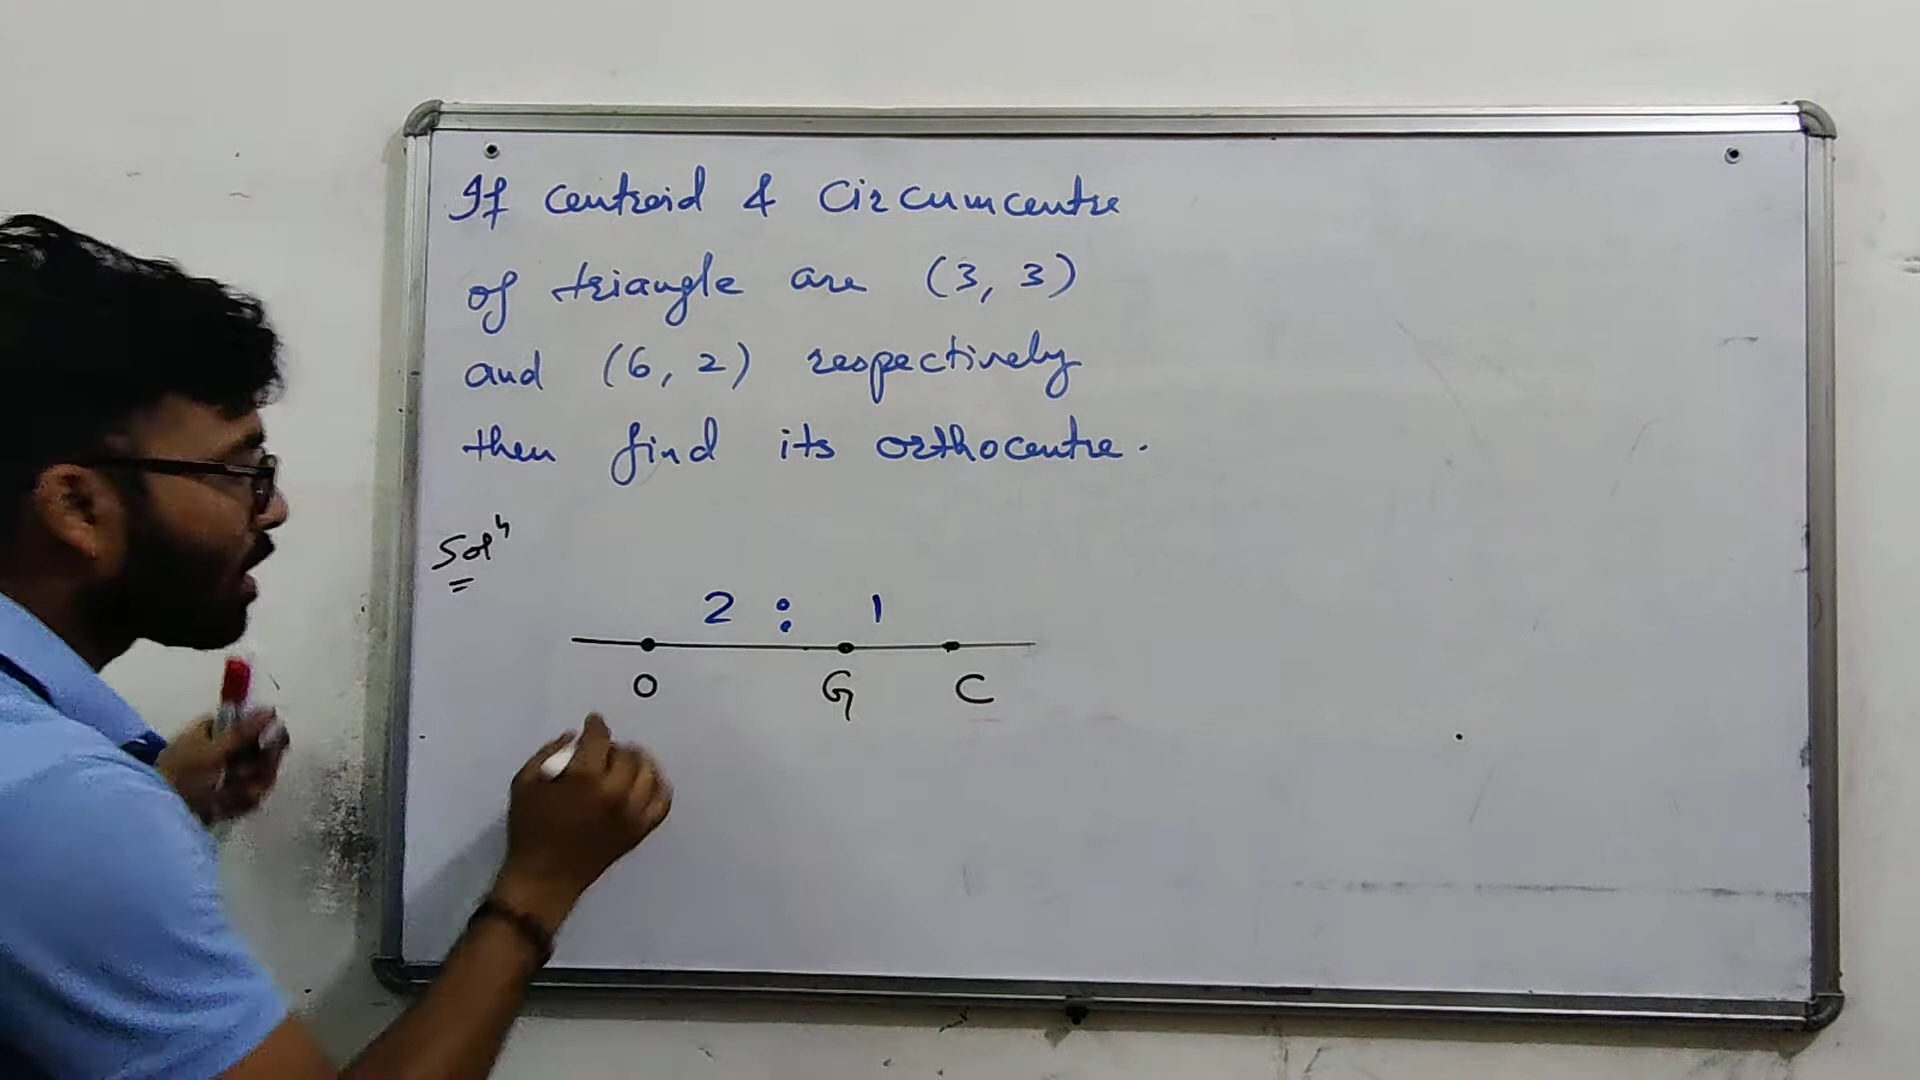 If centroid & Circumcentre
of triangle are (3, 3)
and (6, 2) respectively
then find its orthocentre.
Solⁿ
2 : 1
O G C